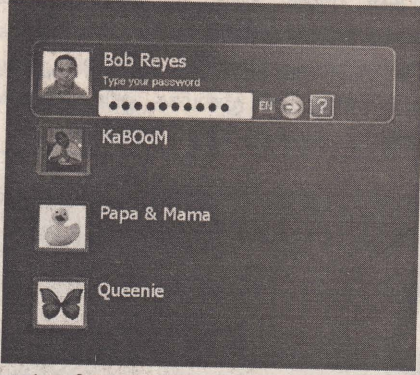 Bob Reyes
Type your password
●●●●●●●●●● EN ?
KaBOoM
Papa & Mama
Queenie